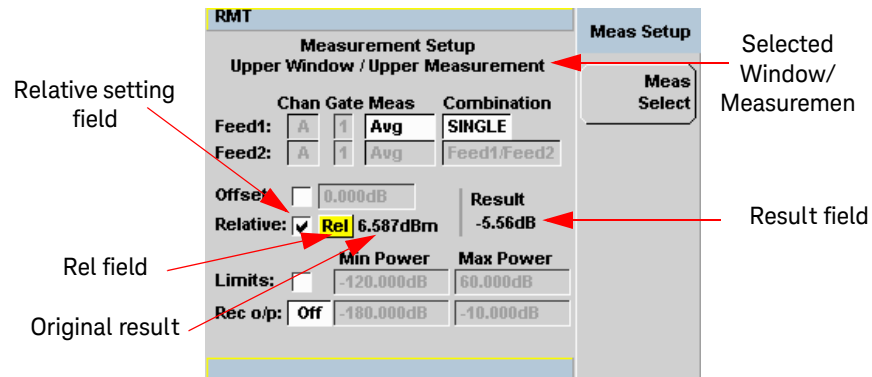 RMT
Meas Setup
Measurement Setup
Upper Window / Upper Measurement
Selected
Window/
Measuremen
Meas
Select
Relative setting
field
Chan Gate Meas Combination
Feed1: A 1 Avg SINGLE
Feed2: A 1 Avg Feed1/Feed2
Offset: 0.000dB
Result
Relative: Rel 6.587dBm -5.56dB
Result field
Rel field
Min Power Max Power
Limits: -120.000dB 60.000dB
Original result
Rec o/p: Off -180.000dB -10.000dB